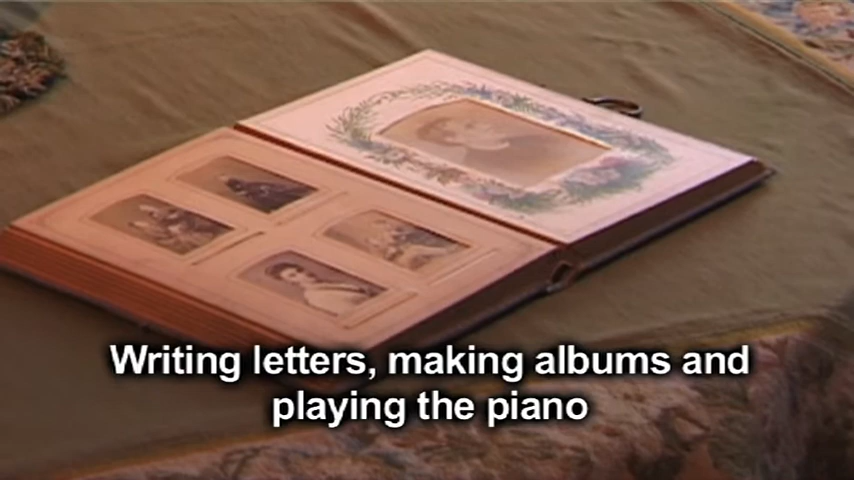 Writing letters, making albums and
playing the piano